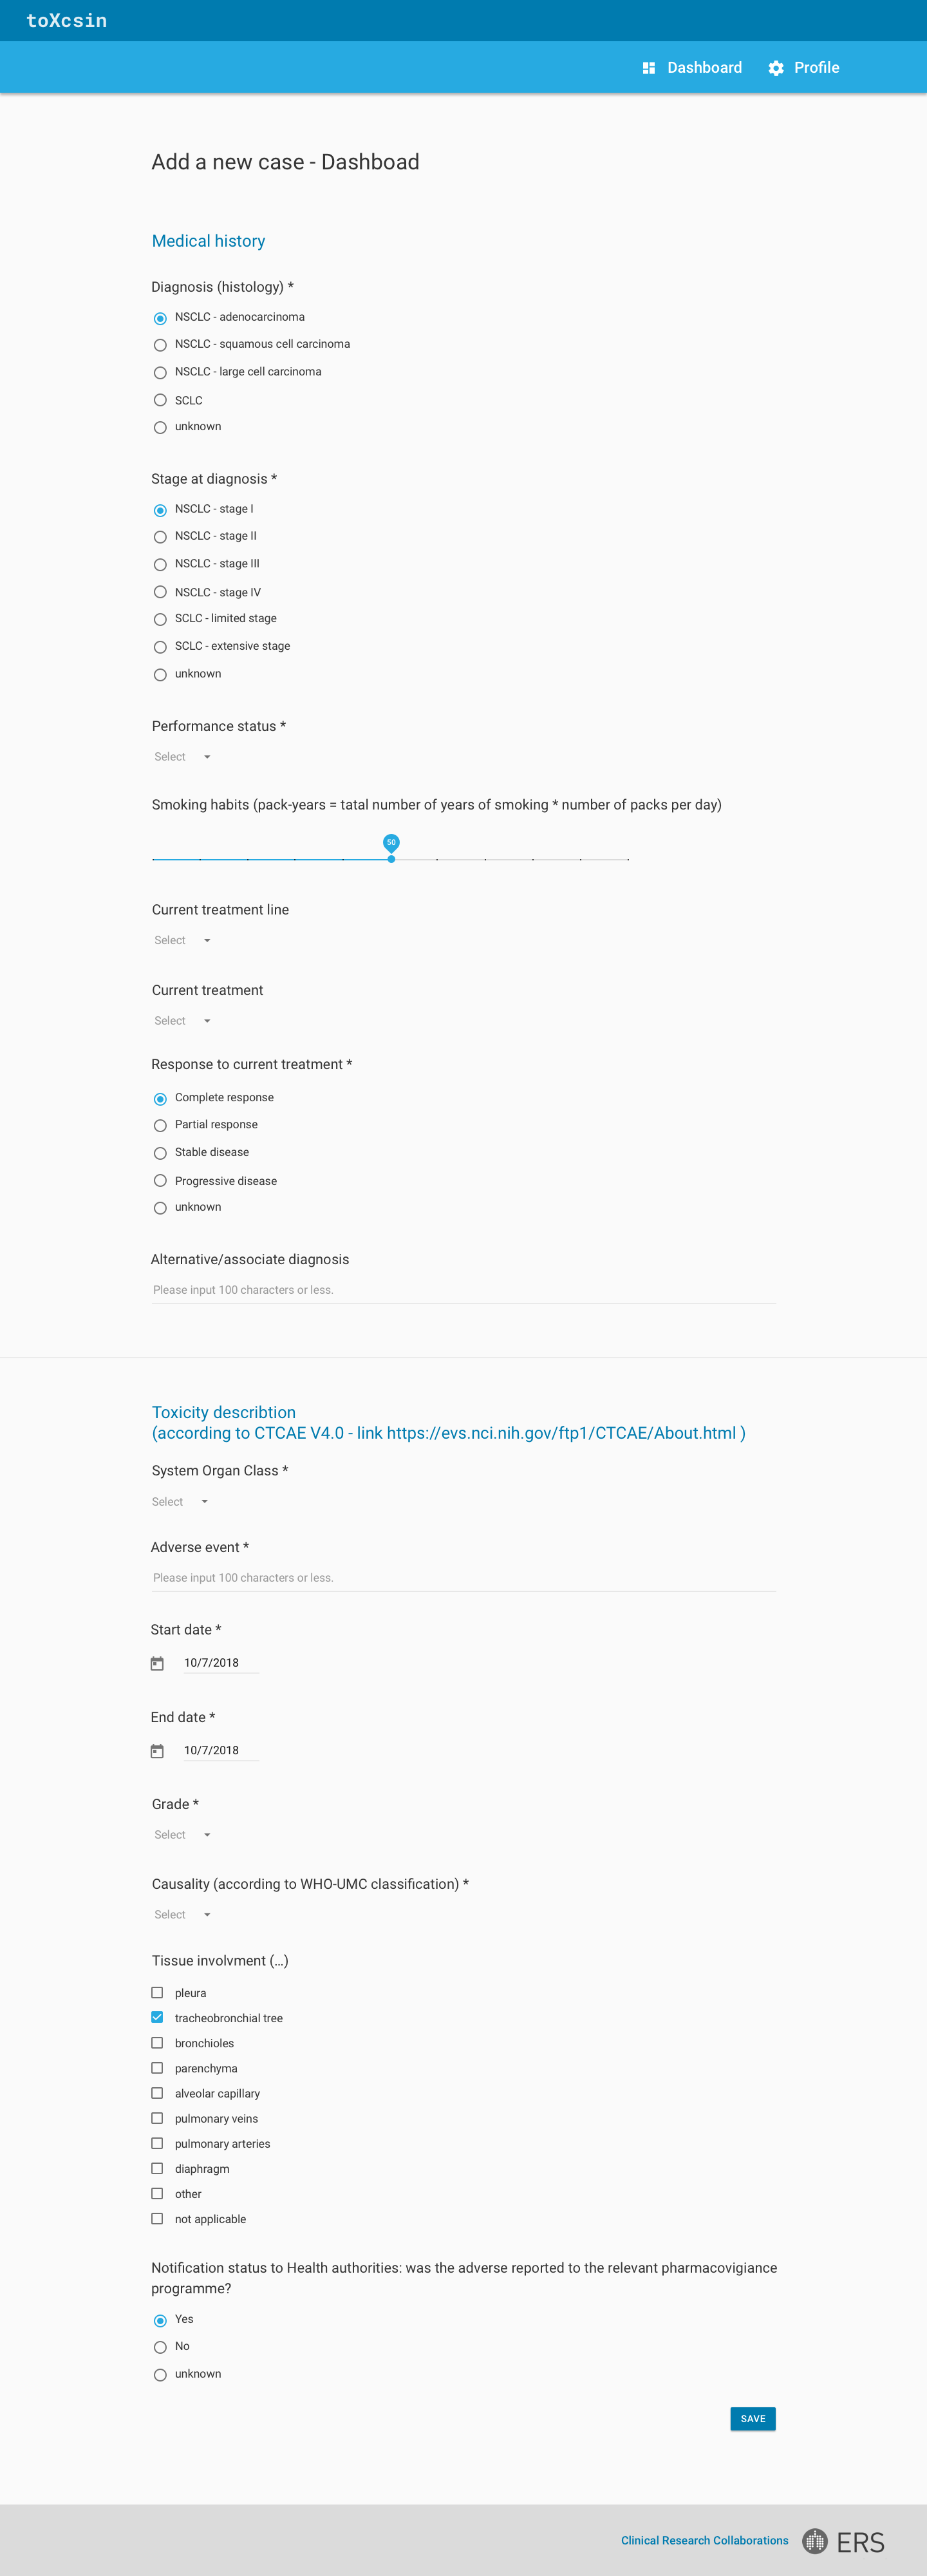 toXcsin
Dashboard Profile
Add a new case - Dashboad
Medical history
Diagnosis (histology) *
NSCLC - adenocarcinoma
NSCLC - squamous cell carcinoma
NSCLC - large cell carcinoma
SCLC
unknown
Stage at diagnosis *
NSCLC - stage I
NSCLC - stage II
NSCLC - stage III
NSCLC - stage IV
SCLC - limited stage
SCLC - extensive stage
unknown
Performance status *
Select
Smoking habits (pack-years = tatal number of years of smoking * number of packs per day)
50
Current treatment line
Select
Current treatment
Select
Response to current treatment *
Complete response
Partial response
Stable disease
Progressive disease
unknown
Alternative/associate diagnosis
Please input 100 characters or less.
Toxicity describtion
(according to CTCAE V4.0 - link https://evs.nci.nih.gov/ftp1/CTCAE/About.html )
System Organ Class *
Select
Adverse event *
Please input 100 characters or less.
Start date *
10/7/2018
End date *
10/7/2018
Grade *
Select
Causality (according to WHO-UMC classification) *
Select
Tissue involvment (...)
pleura
tracheobronchial tree
bronchioles
parenchyma
alveolar capillary
pulmonary veins
pulmonary arteries
diaphragm
other
not applicable
Notification status to Health authorities: was the adverse reported to the relevant pharmacovigiance
programme?
Yes
No
unknown
SAVE
Clinical Research Collaborations ERS